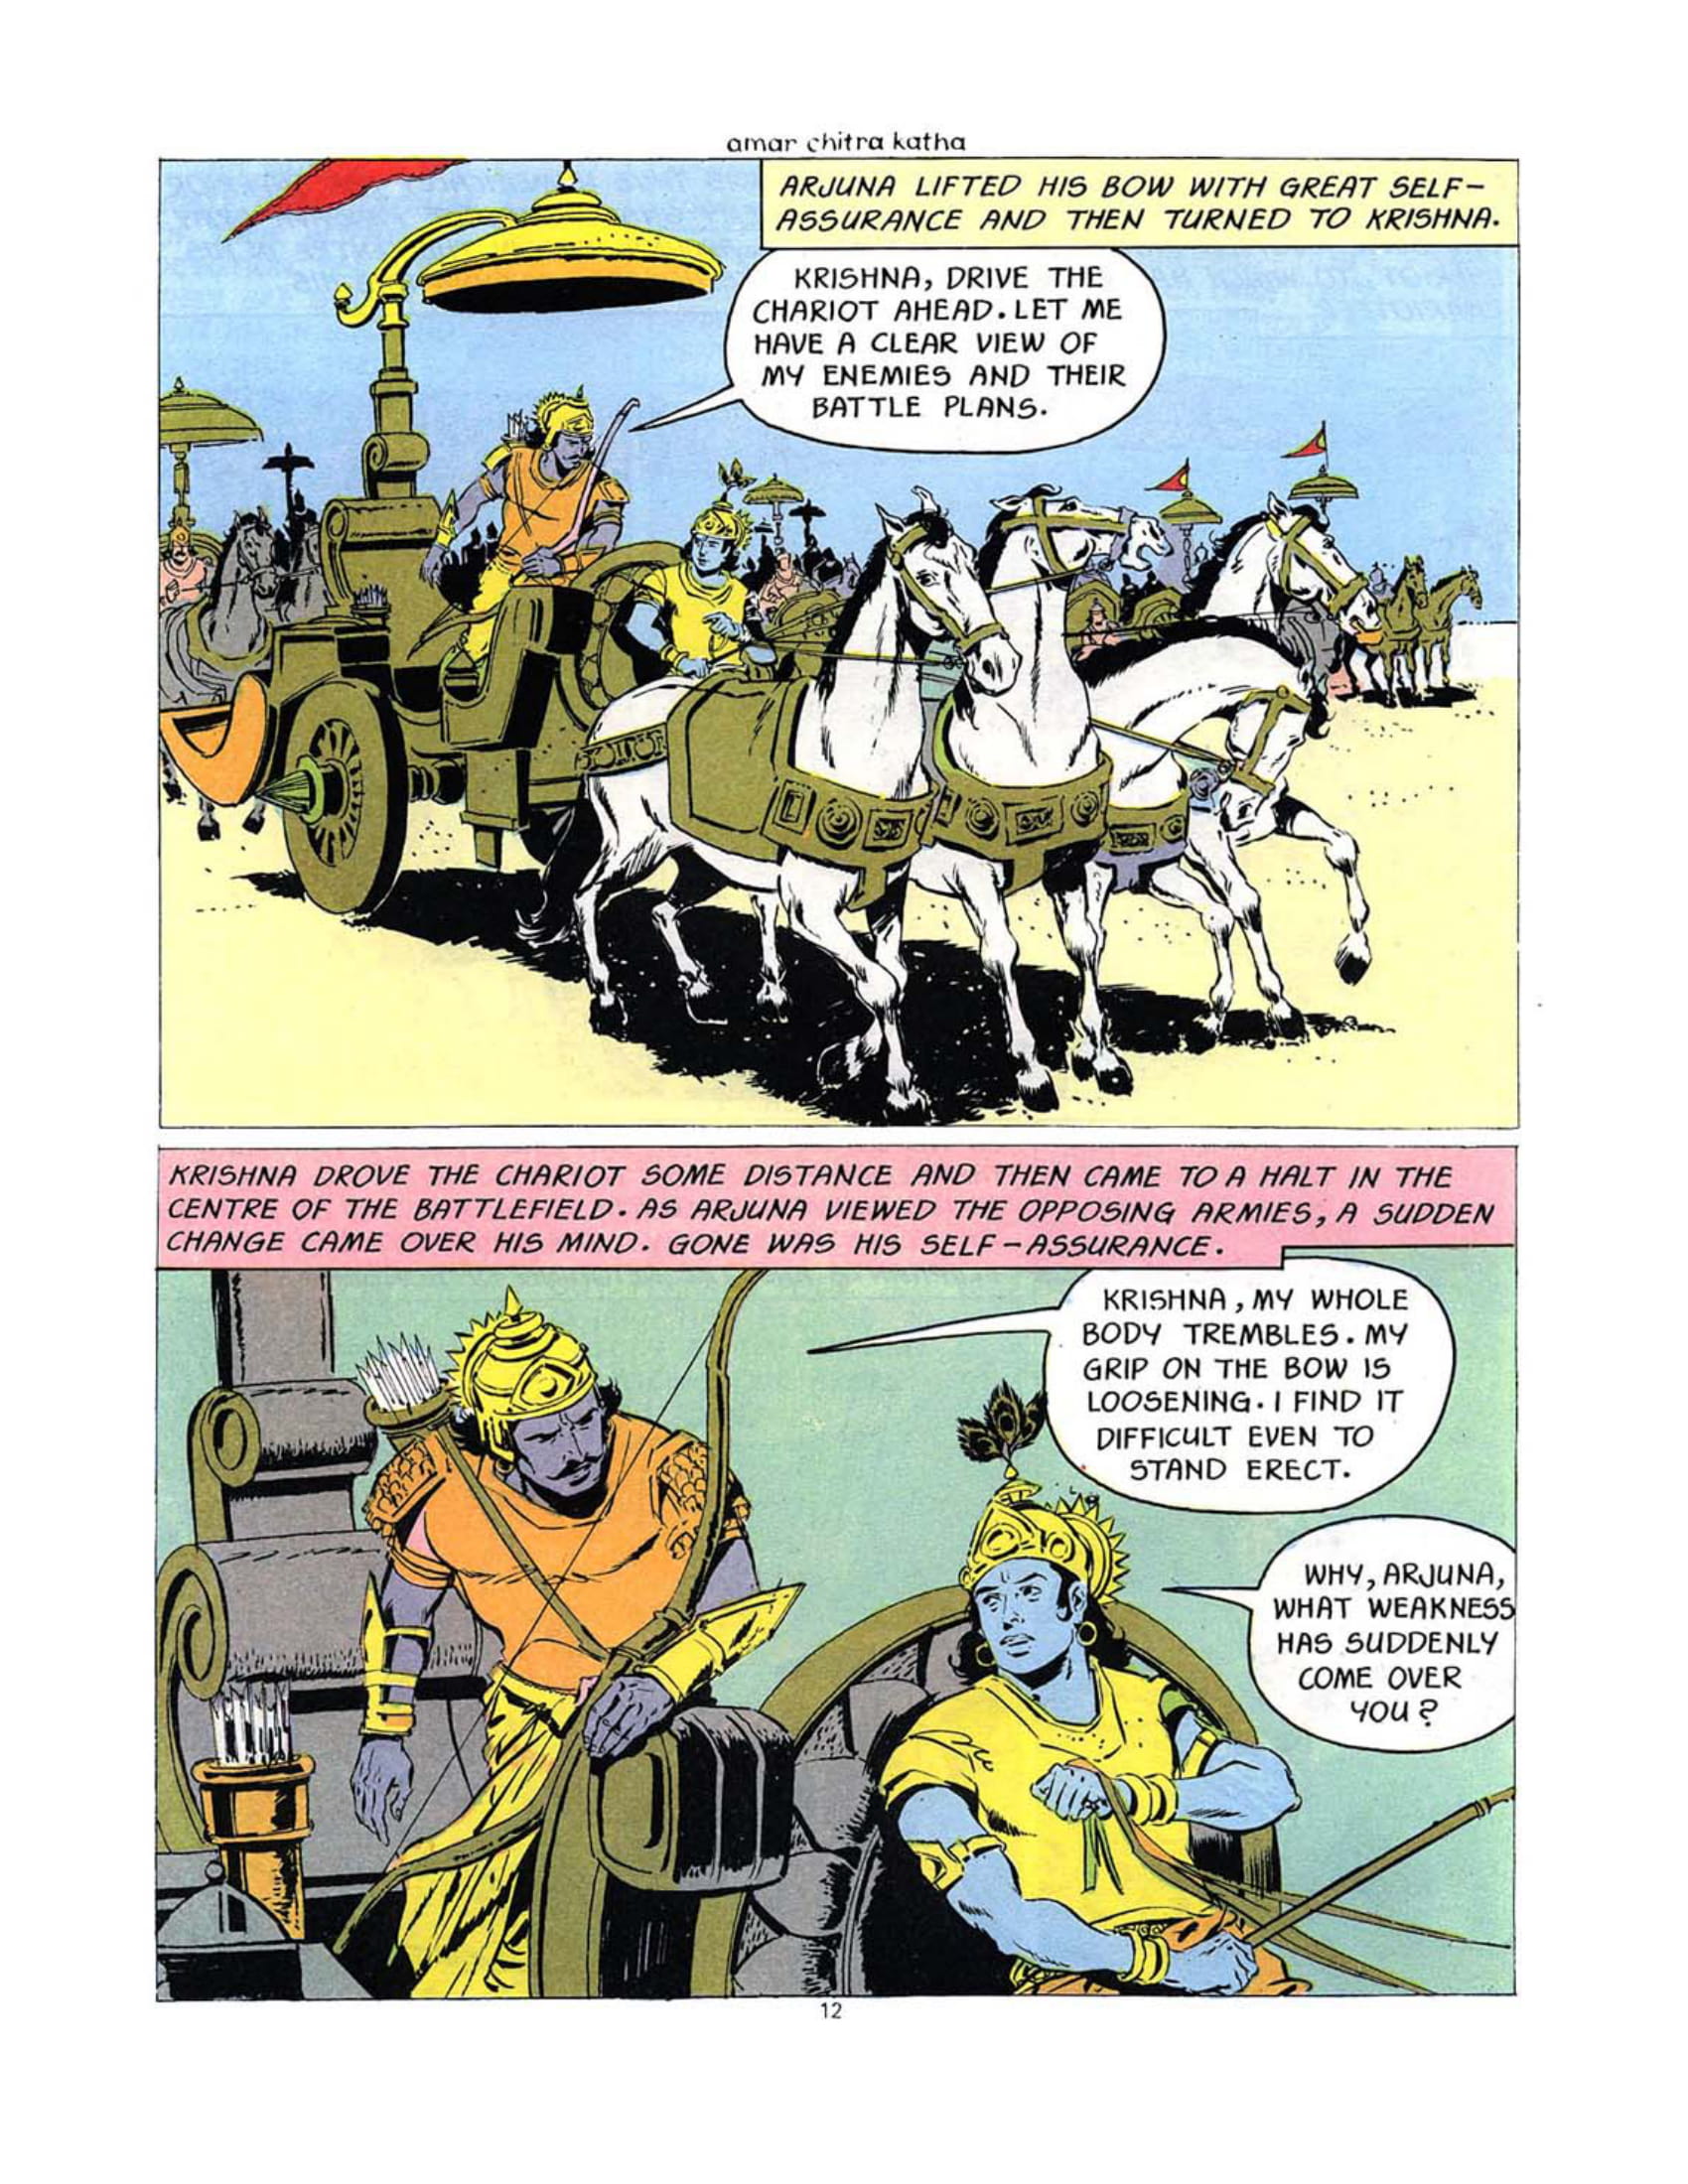 amar chitra katha
ARJUNA LIFTED HIS BOW WITH GREAT SELF-
ASSURANCE AND THEN TURNED TO KRISHNA.
KRISHNA, DRIVE THE
CHARIOT AHEAD. LET ME
HAVE A CLEAR VIEW OF
MY ENEMIES AND THEIR
BATTLE PLANS.
KRISHNA DROVE THE CHARIOT SOME DISTANCE AND THEN CAME TO A HALT IN THE
CENTRE OF THE BATTLEFIELD. AS ARJUNA VIEWED THE OPPOSING ARMIES, A SUDDEN
CHANGE CAME OVER HIS MIND. GONE WAS HIS SELF-ASSURANCE.
KRISHNA, MY WHOLE
BODY TREMBLES. MY
GRIP ON THE BOW IS
LOOSENING. I FIND IT
DIFFICULT EVEN TO
STAND ERECT.
WHY, ARJUNA,
WHAT WEAKNESS
HAS SUDDENLY
COME OVER
YOU?
12